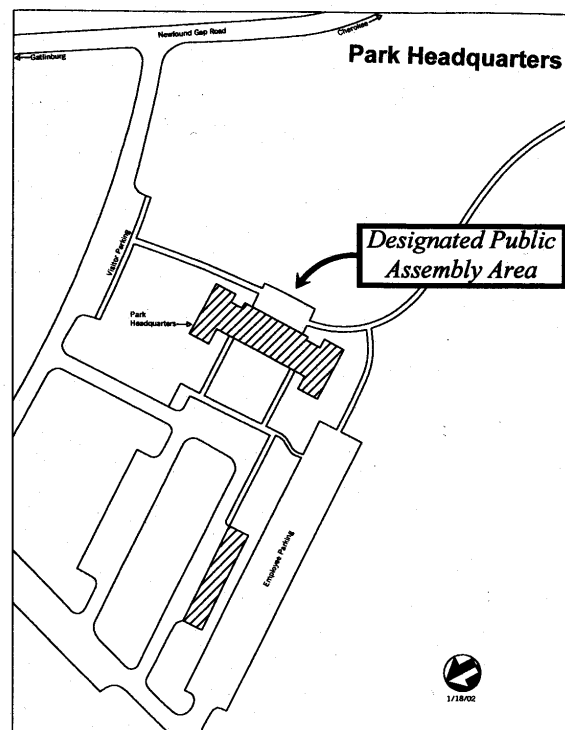 Newfound Gap Road
Cherokee
Gatlinburg
Park Headquarters
Visitor Parking
Designated Public
Assembly Area
Park
Headquarters
Employee Parking
1/18/02